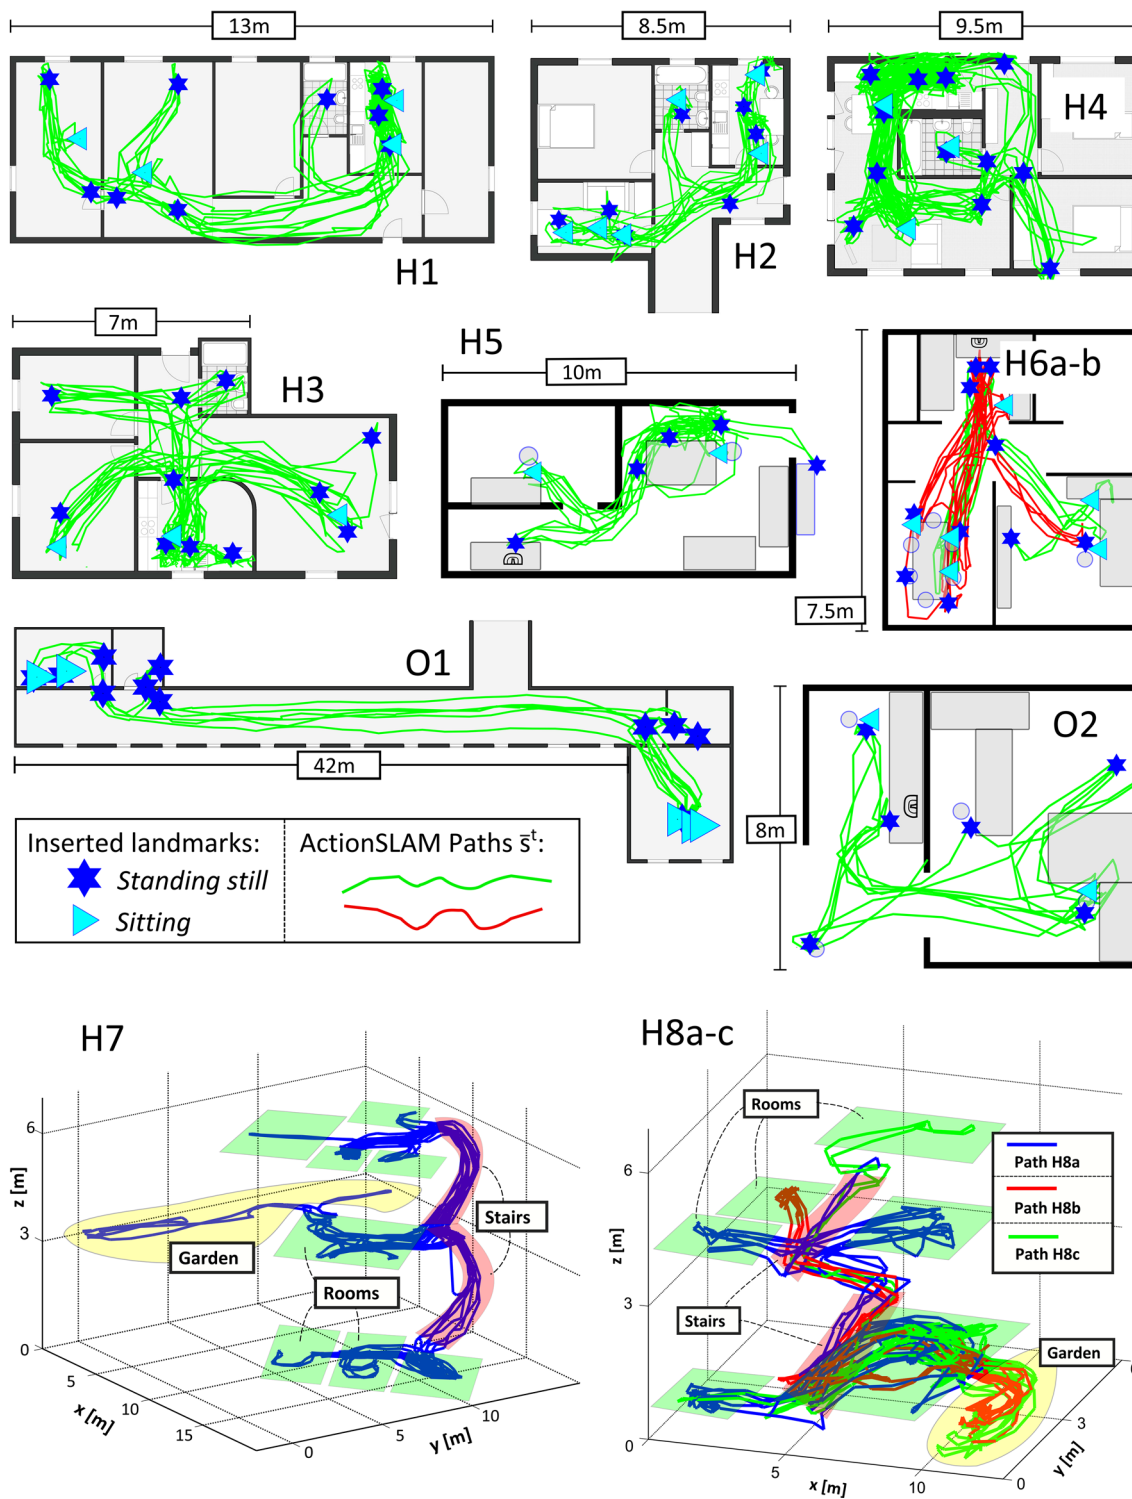 13m
8.5m
9.5m
H1
H2
H4
7m
H3
H5
10m
H6a-b
7.5m
O1
42m
O2
8m
Inserted landmarks:
Standing still
Sitting
ActionSLAM Paths s̄ᵗ:
H7
6
3
0
z [m]
5
10
15
x [m]
0
5
10
y [m]
Garden
Rooms
Stairs
H8a-c
Rooms
Path H8a
Path H8b
Path H8c
Stairs
Garden
6
3
0
z [m]
5
10
x [m]
0
3
y [m]